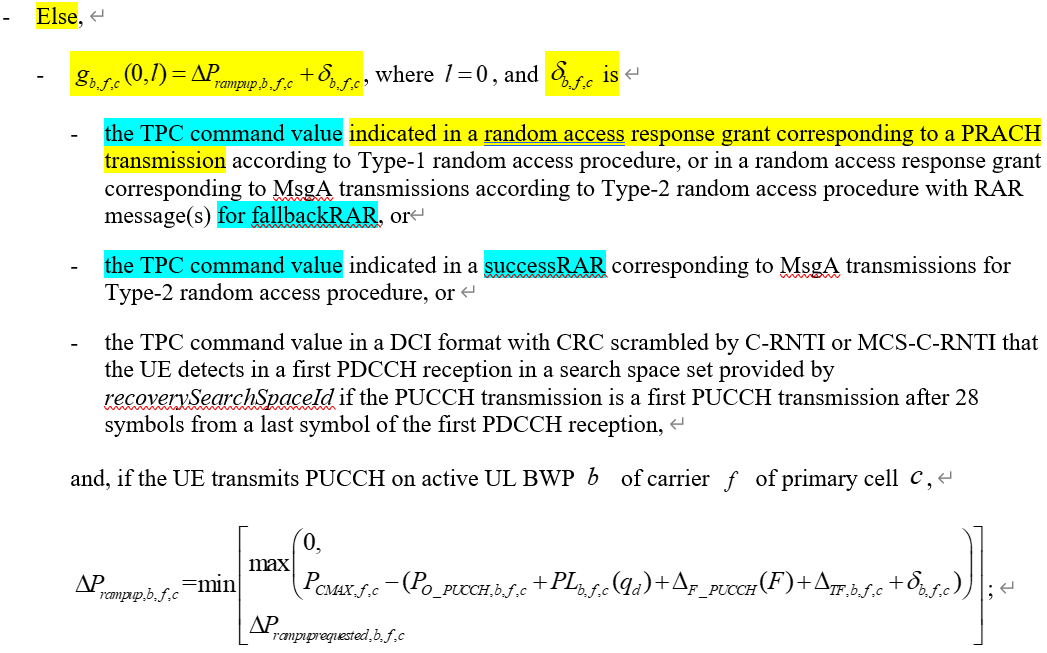 - Else, ↵
- g_{b,f,c}(0,l) = ΔP_{rampup,b,f,c} + δ_{b,f,c}, where l = 0, and δ_{b,f,c} is ↵
- the TPC command value indicated in a random access response grant corresponding to a PRACH
transmission according to Type-1 random access procedure, or in a random access response grant
corresponding to MsgA transmissions according to Type-2 random access procedure with RAR
message(s) for fallbackRAR, or↵
- the TPC command value indicated in a successRAR corresponding to MsgA transmissions for
Type-2 random access procedure, or ↵
- the TPC command value in a DCI format with CRC scrambled by C-RNTI or MCS-C-RNTI that
the UE detects in a first PDCCH reception in a search space set provided by
recoverySearchSpaceId if the PUCCH transmission is a first PUCCH transmission after 28
symbols from a last symbol of the first PDCCH reception, ↵
and, if the UE transmits PUCCH on active UL BWP b of carrier f of primary cell c, ↵
ΔP_{rampup,b,f,c} = min[max(0,
P_{CMAX,f,c} − (P_{O_PUCCH,b,f,c} + PL_{b,f,c}(q_d) + Δ_{F_PUCCH}(F) + Δ_{TF,b,f,c} + δ_{b,f,c})),
ΔP_{rampuprequested,b,f,c}]; ↵